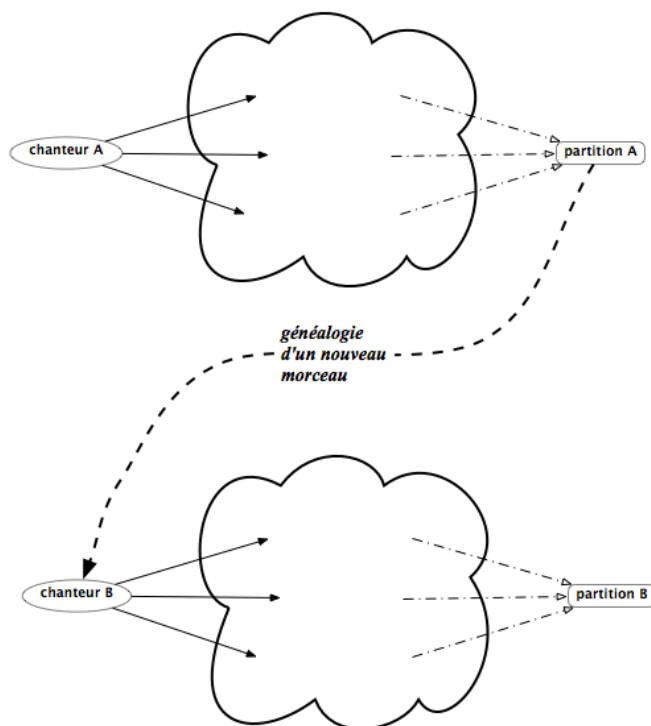 chanteur A
partition A
généalogie
d'un nouveau
morceau
chanteur B
partition B